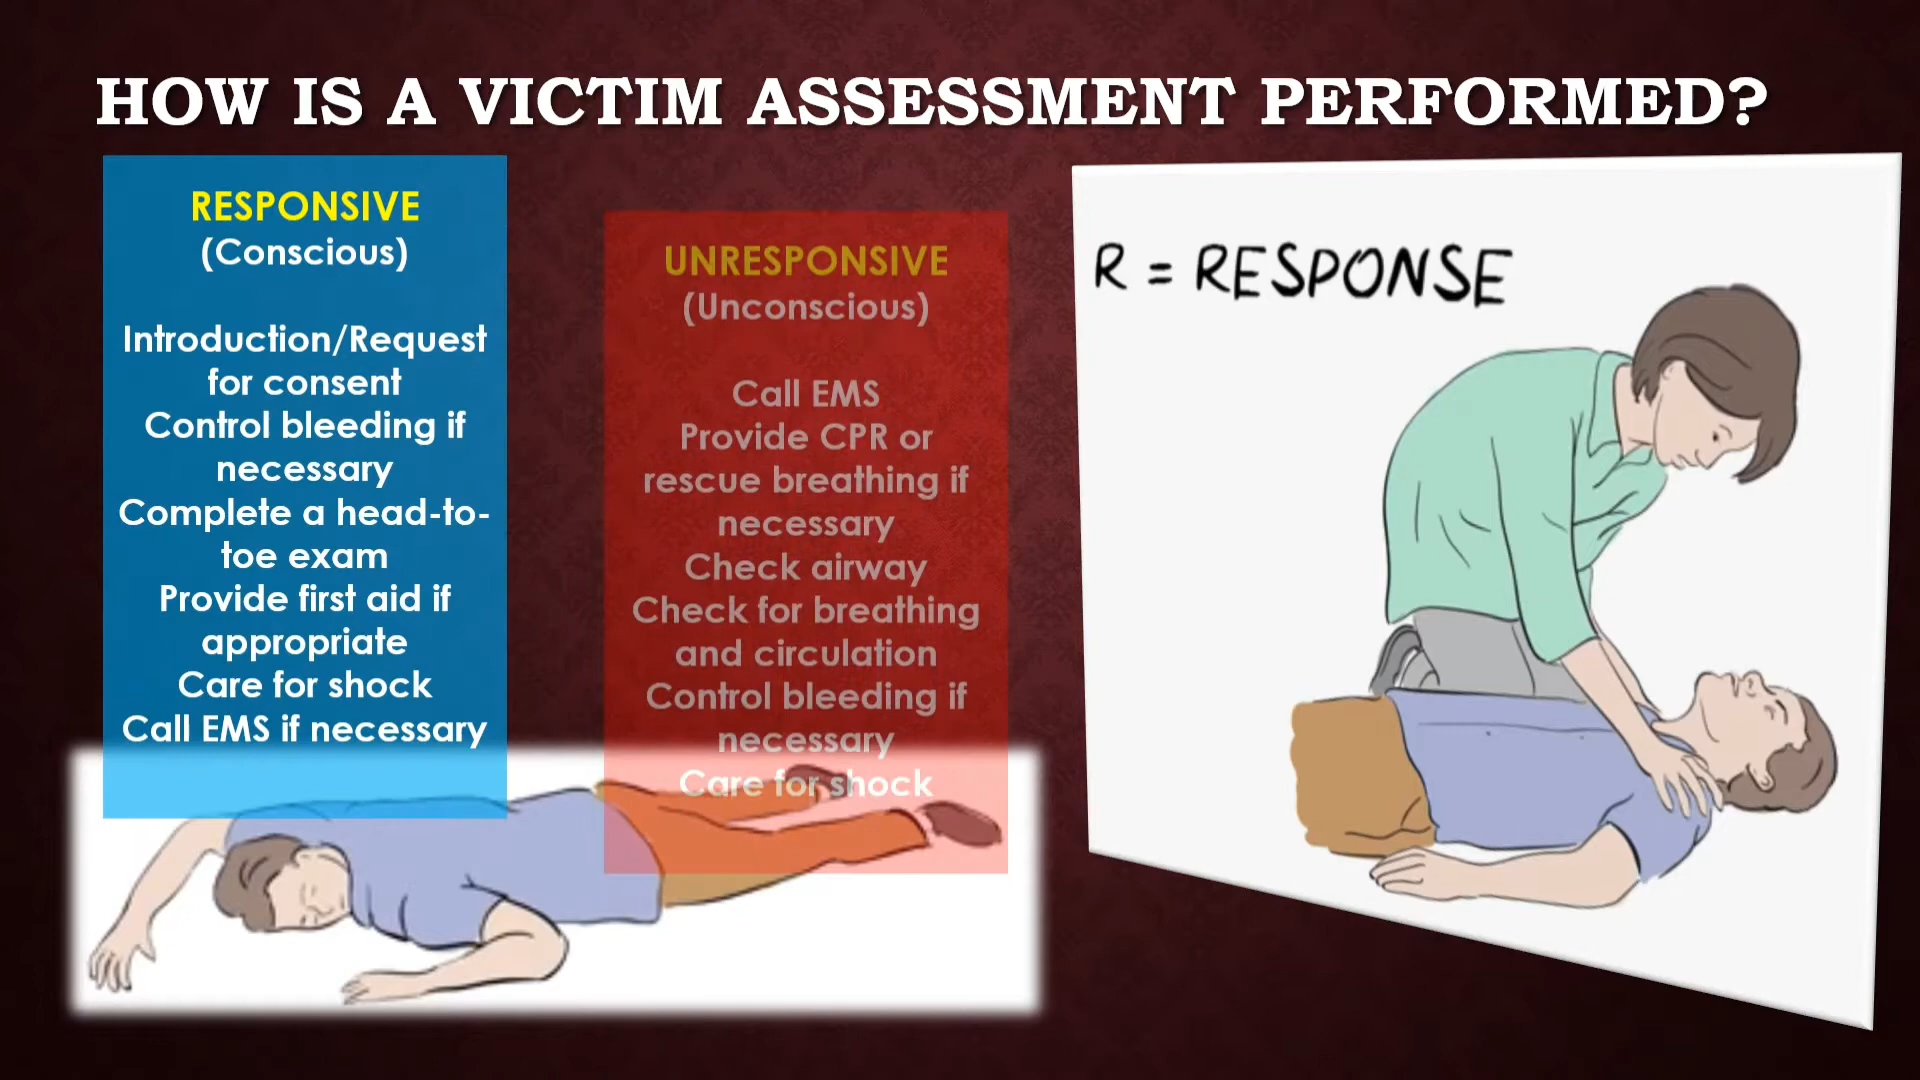 HOW IS A VICTIM ASSESSMENT PERFORMED?
RESPONSIVE
(Conscious)
Introduction/Request
for consent
Control bleeding if
necessary
Complete a head-to-
toe exam
Provide first aid if
appropriate
Care for shock
Call EMS if necessary
UNRESPONSIVE
(Unconscious)
Call EMS
Provide CPR or
rescue breathing if
necessary
Check airway
Check for breathing
and circulation
Control bleeding if
necessary
Care for shock
R = RESPONSE